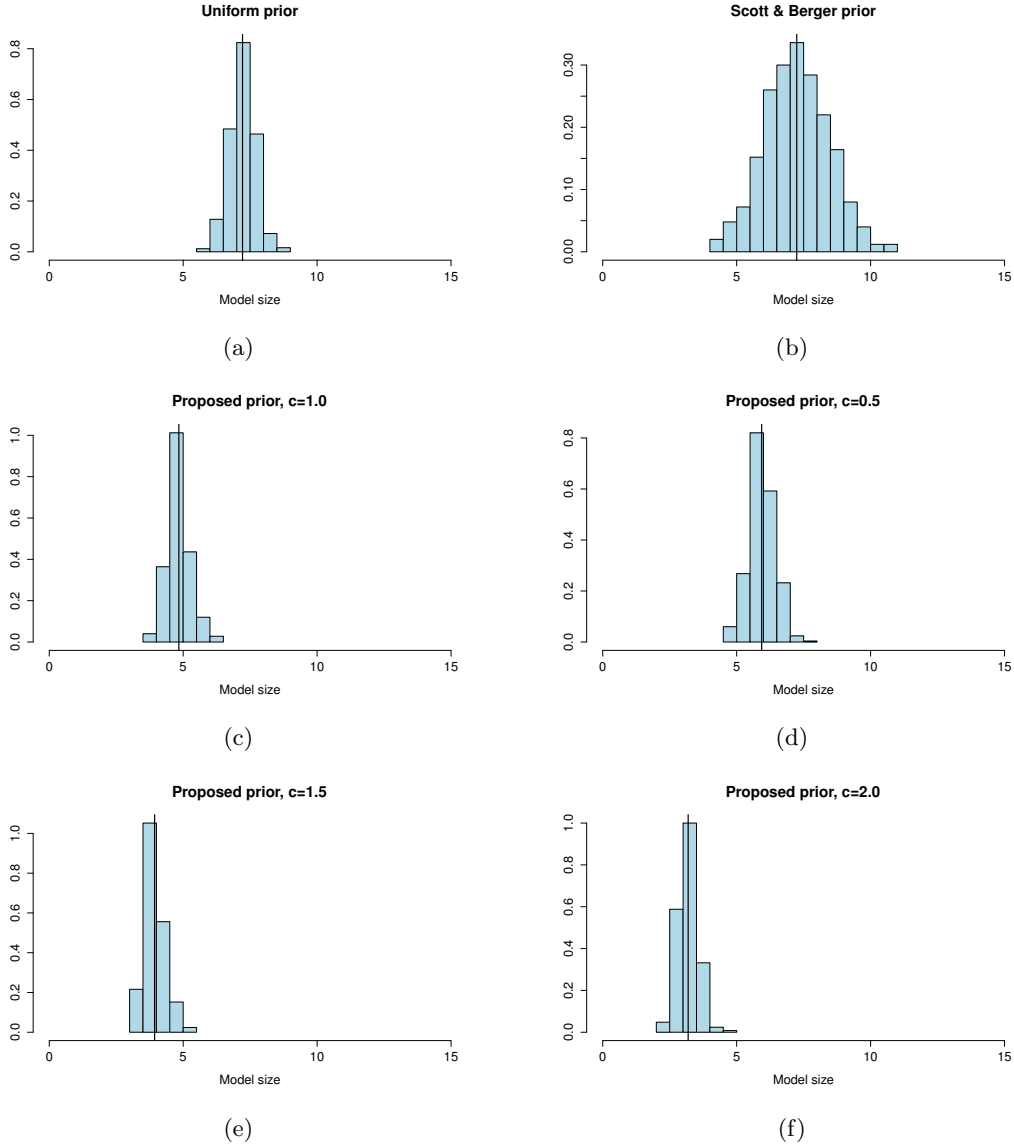 Uniform prior
0.0 0.2 0.4 0.6 0.8
0 5 10 15
Model size
(a)
Scott & Berger prior
0.00 0.10 0.20 0.30
0 5 10 15
Model size
(b)
Proposed prior, c=1.0
0.0 0.2 0.4 0.6 0.8 1.0
0 5 10 15
Model size
(c)
Proposed prior, c=0.5
0.0 0.2 0.4 0.6 0.8
0 5 10 15
Model size
(d)
Proposed prior, c=1.5
0.0 0.2 0.4 0.6 0.8 1.0
0 5 10 15
Model size
(e)
Proposed prior, c=2.0
0.0 0.2 0.4 0.6 0.8 1.0
0 5 10 15
Model size
(f)